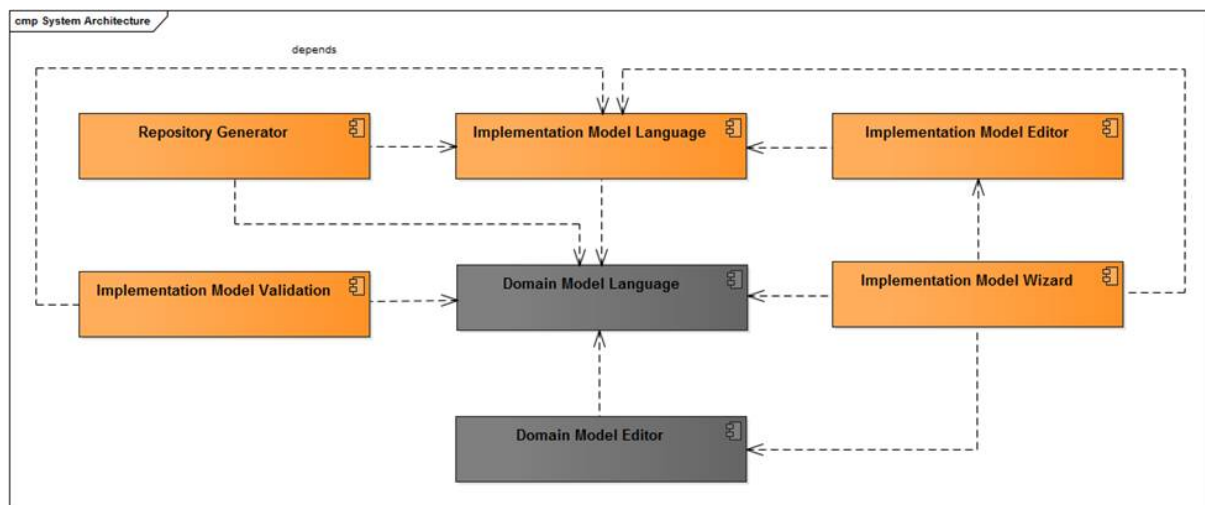 cmp System Architecture
depends
Repository Generator
Implementation Model Language
Implementation Model Editor
Implementation Model Validation
Domain Model Language
Implementation Model Wizard
Domain Model Editor